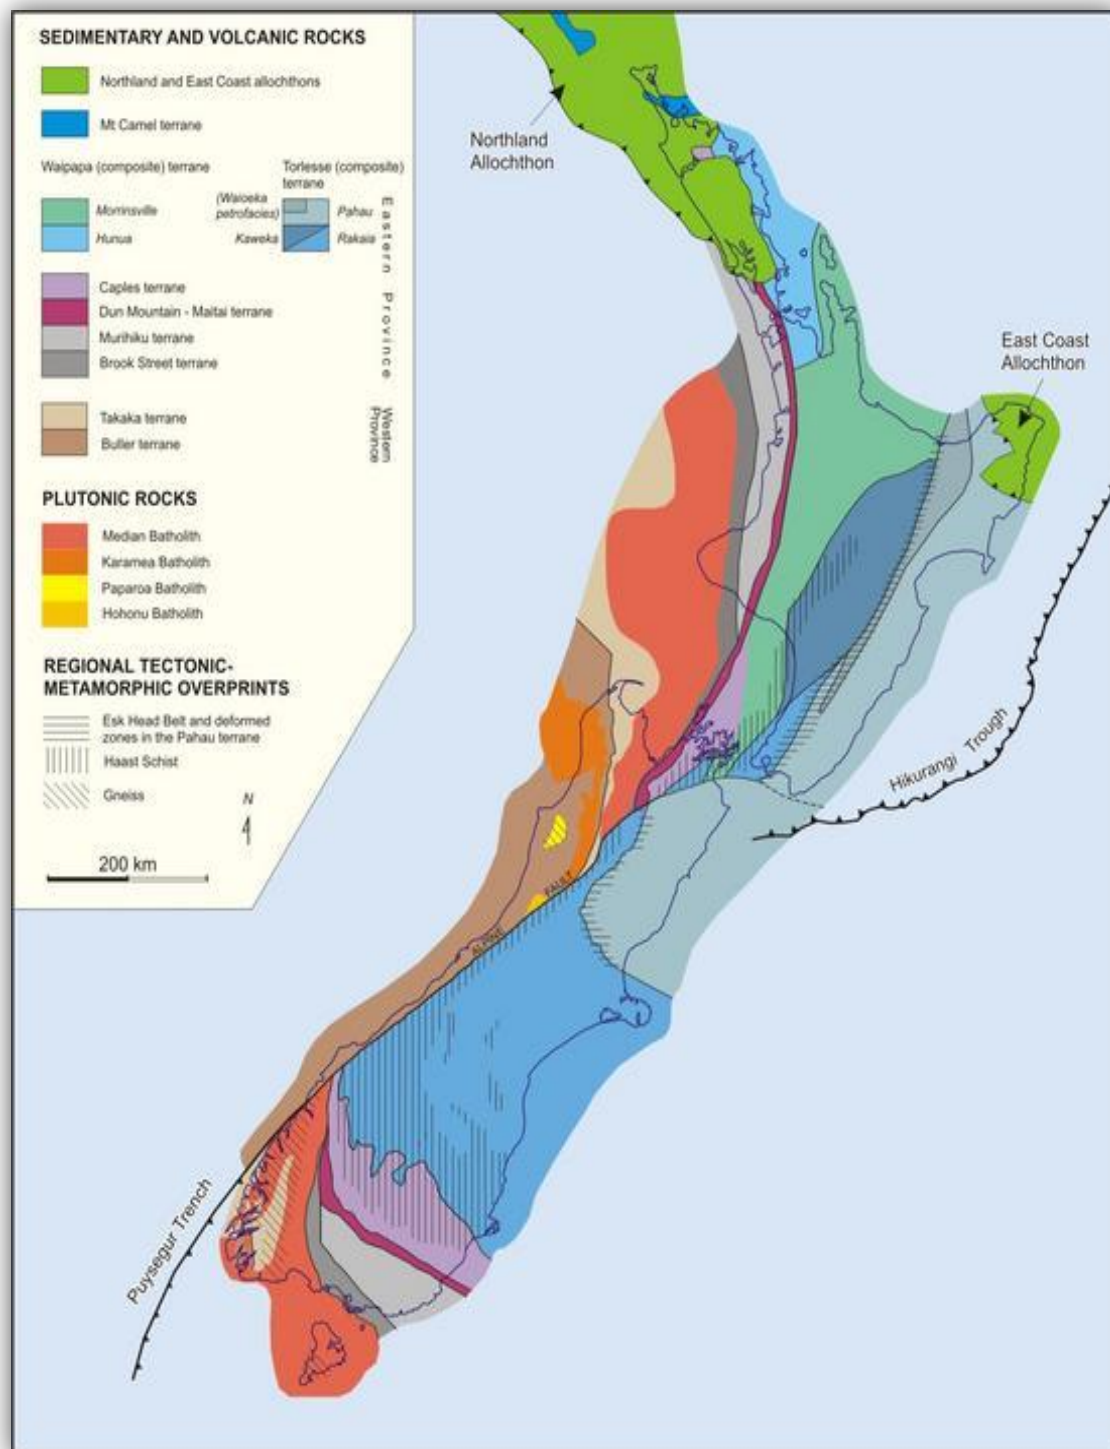 SEDIMENTARY AND VOLCANIC ROCKS
Northland and East Coast allochthons
Mt Camel terrane
Waipapa (composite) terrane
Torlesse (composite)
terrane
Morrinsville
Hunua
(Waioeka
petrofacies)
Pahau
Kaweka
Rakaia
Caples terrane
Dun Mountain - Maitai terrane
Murihiku terrane
Brook Street terrane
Eastern Province
Takaka terrane
Buller terrane
Western
Province
PLUTONIC ROCKS
Median Batholith
Karamea Batholith
Paparoa Batholith
Hohonu Batholith
REGIONAL TECTONIC-
METAMORPHIC OVERPRINTS
Esk Head Belt and deformed
zones in the Pahau terrane
Haast Schist
Gneiss
N
200 km
Northland
Allochthon
East Coast
Allochthon
Hikurangi Trough
ALPINE FAULT
Puysegur Trench